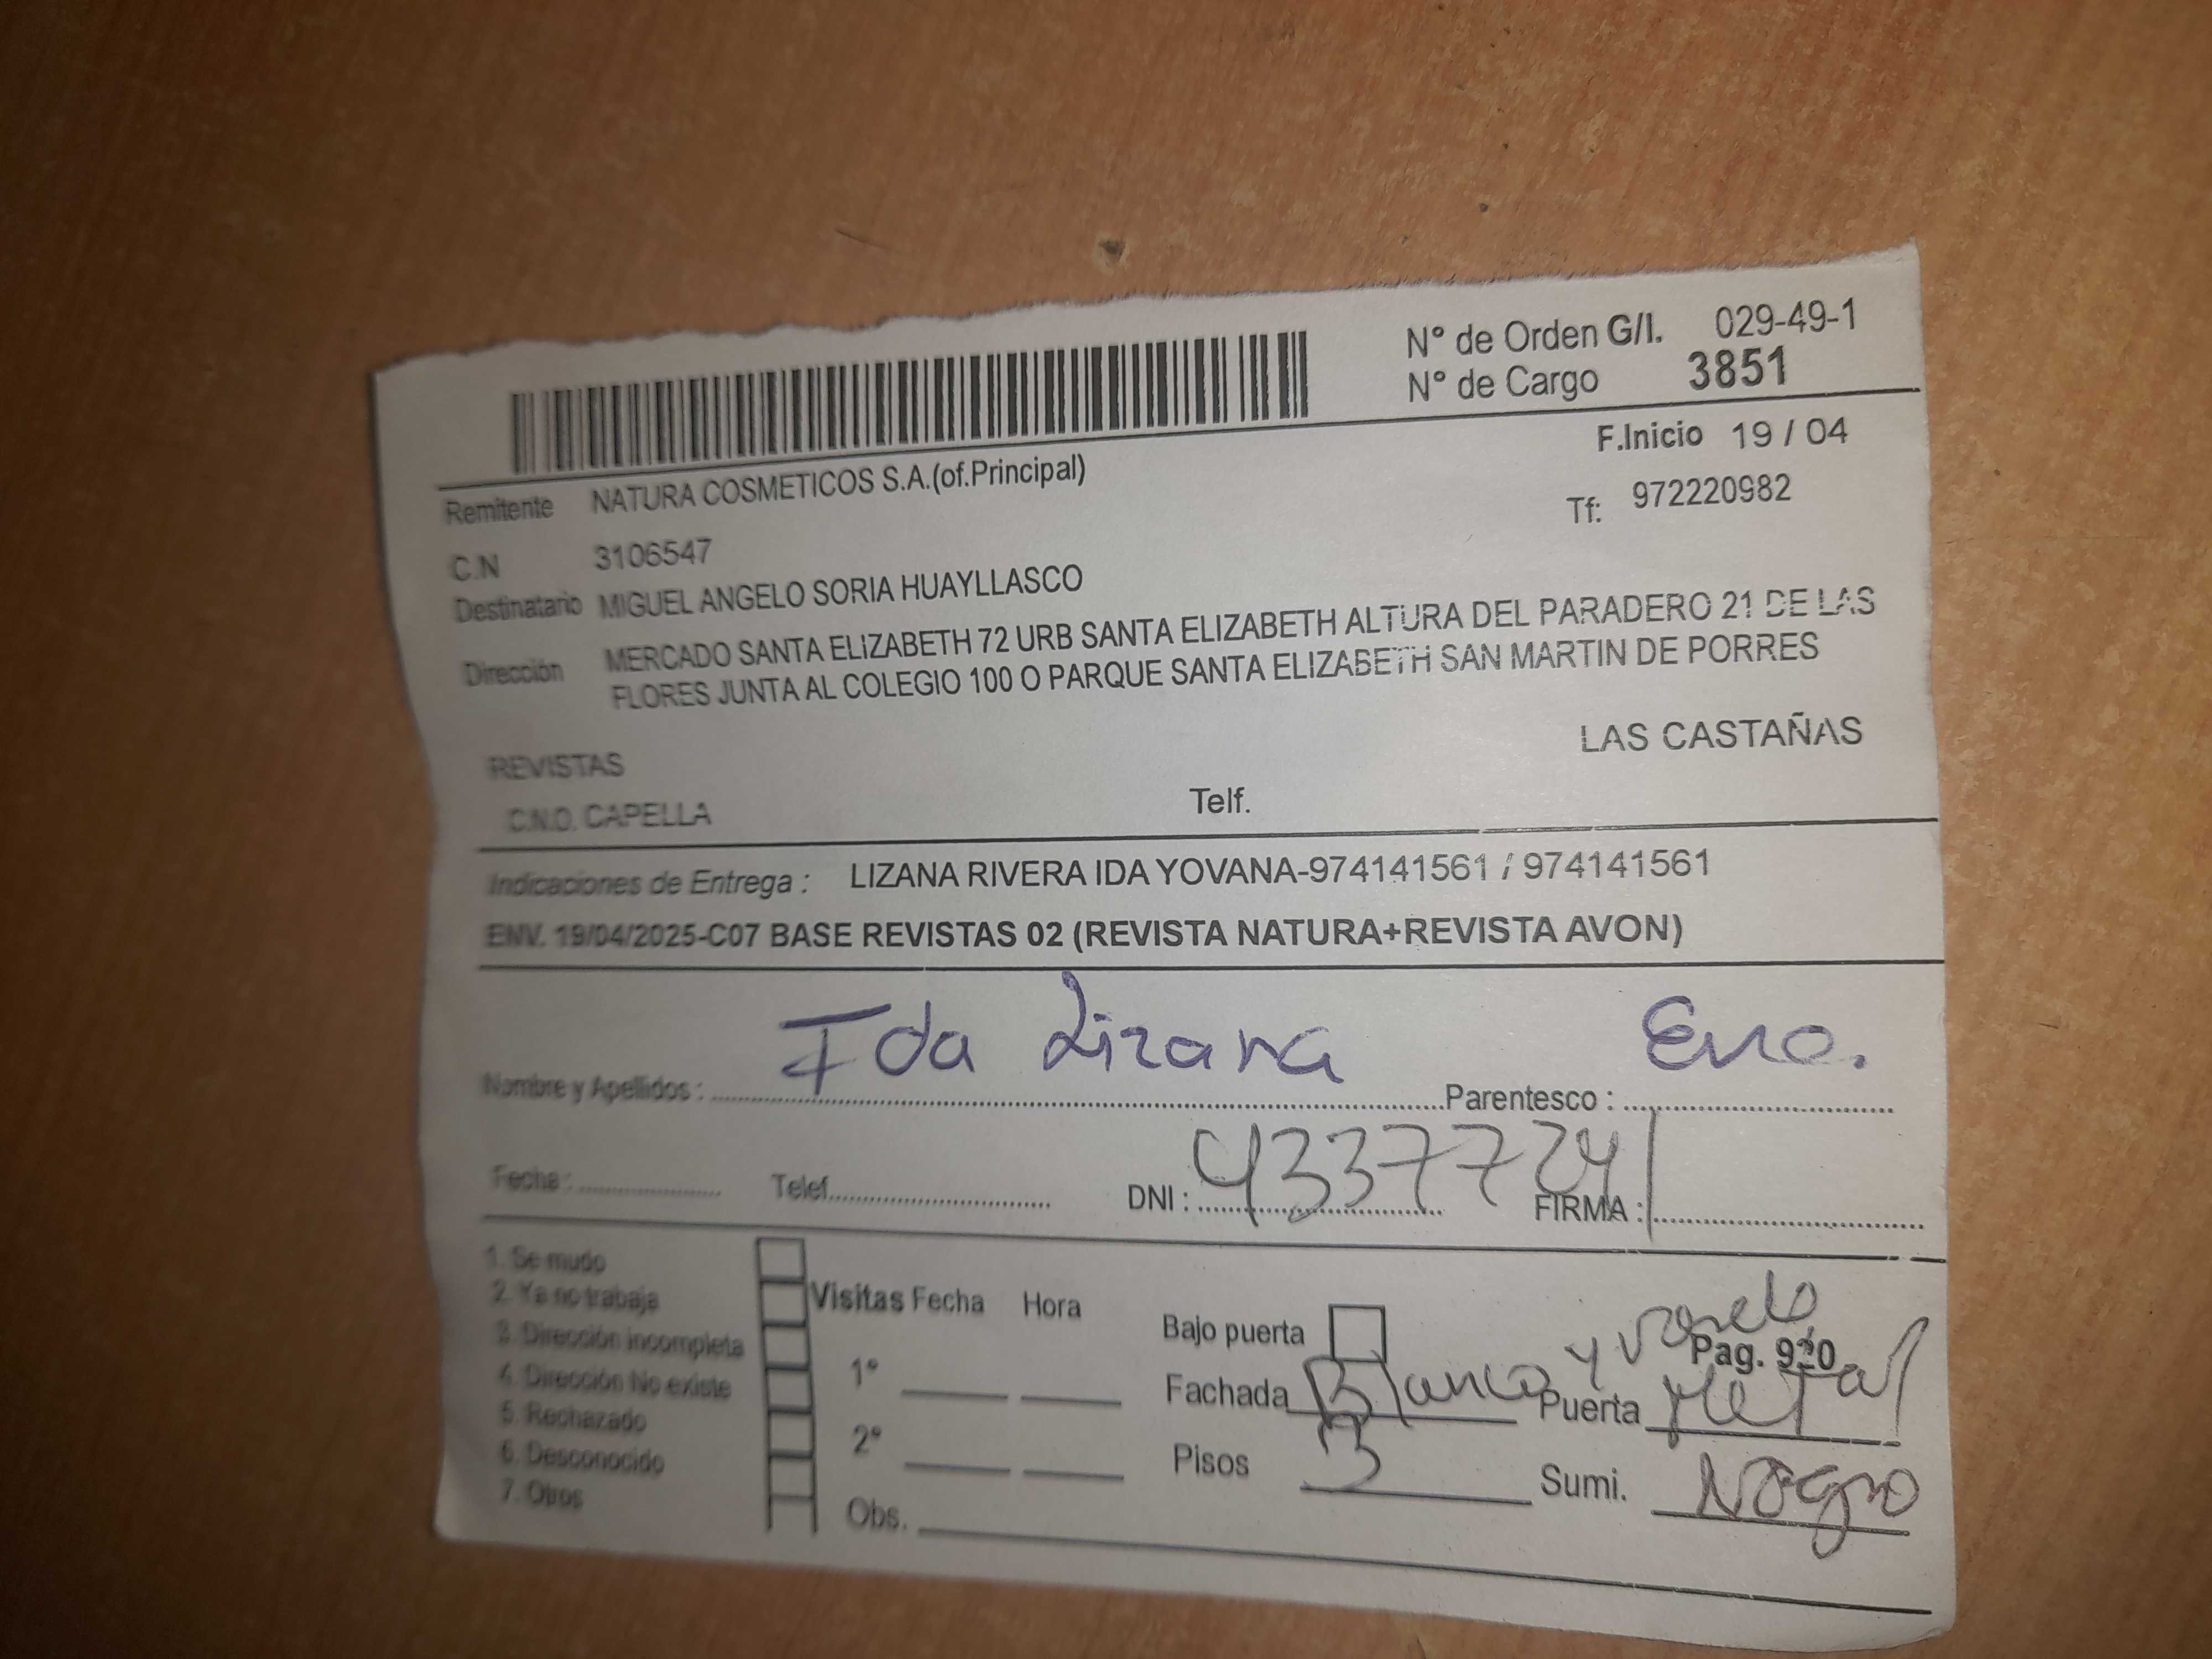 N° de Orden G/I. 029-49-1
N° de Cargo 3851
F.Inicio 19 / 04
Remitente NATURA COSMETICOS S.A.(of.Principal)
Tf: 972220982
C.N 3106547
Destinatario MIGUEL ANGELO SORIA HUAYLLASCO
Dirección MERCADO SANTA ELIZABETH 72 URB SANTA ELIZABETH ALTURA DEL PARADERO 21 DE LAS
FLORES JUNTA AL COLEGIO 100 O PARQUE SANTA ELIZABETH SAN MARTIN DE PORRES
LAS CASTAÑAS
REVISTAS
C.N.O. CAPELLA Telf.
Indicaciones de Entrega : LIZANA RIVERA IDA YOVANA-974141561 / 974141561
ENV. 19/04/2025-C07 BASE REVISTAS 02 (REVISTA NATURA+REVISTA AVON)
Nombre y Apellidos : Ida Lizana Parentesco :
Fecha : Telef. DNI : 43377241 FIRMA :
1. Se mudo
2. Ya no trabaja
3. Dirección incompleta
4. Dirección No existe
5. Rechazado
6. Desconocido
7. Otros
Visitas Fecha Hora
1°
2°
Obs.
Bajo puerta
Pag. 920
Fachada Blanco y Puerta Metal
Pisos 3 Sumi. Negro